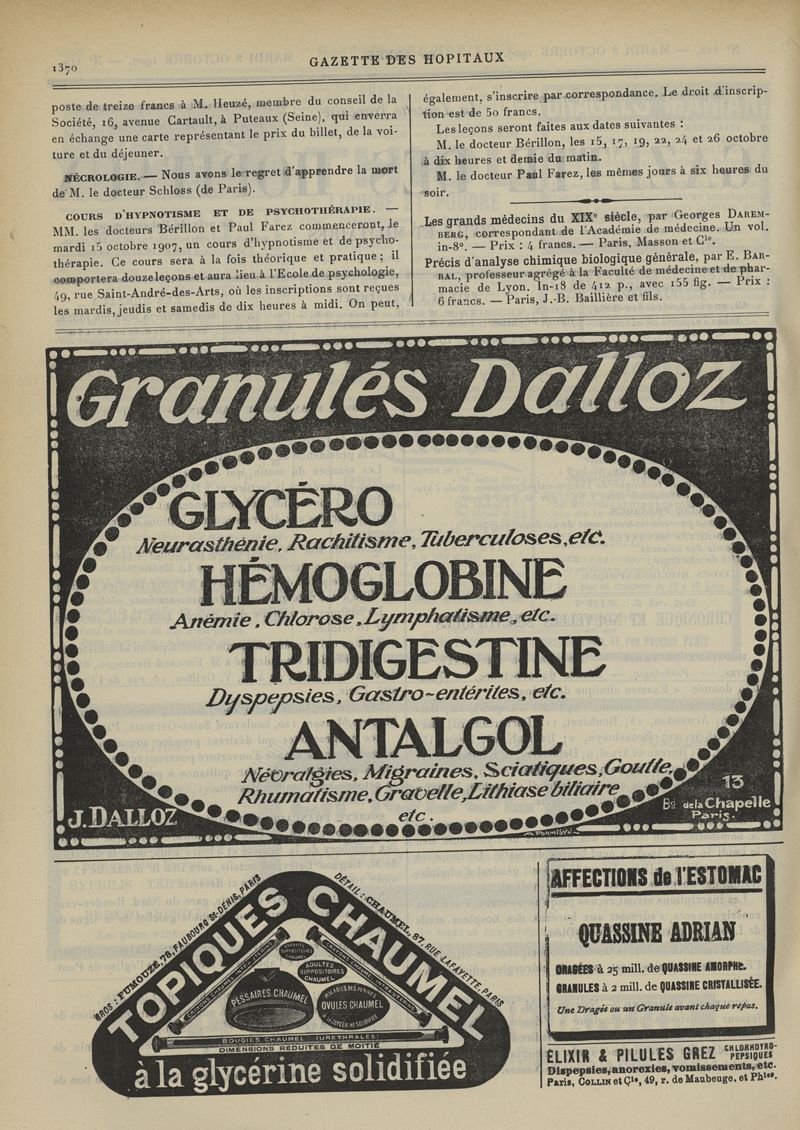 1370
GAZETTE DES HOPITAUX
poste de treize francs à M. Heuzé, membre du conseil de la
Société, 16, avenue Cartault, à Puteaux (Seine), qui enverra
en échange une carte représentant le prix du billet, de la voi-
ture et du déjeuner.
NÉCROLOGIE. — Nous avons le regret d'apprendre la mort
de M. le docteur Schloss (de Paris).
COURS D'HYPNOTISME ET DE PSYCHOTHÉRAPIE. —
MM. les docteurs Bérillon et Paul Farez commenceront, le
mardi 15 octobre 1907, un cours d'hypnotisme et de psycho-
thérapie. Ce cours sera à la fois théorique et pratique ; il
comportera douze leçons et aura lieu à l'Ecole de psychologie,
49, rue Saint-André-des-Arts, où les inscriptions sont reçues
les mardis, jeudis et samedis de dix heures à midi. On peut,
également, s'inscrire par correspondance. Le droit d'inscrip-
tion est de 50 francs.
Les leçons seront faites aux dates suivantes :
M. le docteur Bérillon, les 15, 17, 19, 22, 24 et 26 octobre
à dix heures et demie du matin.
M. le docteur Paul Farez, les mêmes jours à six heures du
soir.
Les grands médecins du XIXe siècle, par Georges DAREM-
BERG, correspondant de l'Académie de médecine. Un vol.
in-8°. — Prix : 4 francs. — Paris, Masson et Cie.
Précis d'analyse chimique biologique générale, par E. BAR-
RAL, professeur agrégé à la Faculté de médecine et de phar-
macie de Lyon. In-18 de 412 p., avec 155 fig. — Prix :
6 francs. — Paris, J.-B. Baillière et fils.
Granulés Dalloz
GLYCÉRO
Neurasthénie, Rachitisme, Tuberculoses, etc.
HÉMOGLOBINE
Anémie, Chlorose, Lymphatisme, etc.
TRIDIGESTINE
Dyspepsies, Gastro-entérites, etc.
ANTALGOL
Névralgies, Migraines, Sciatiques, Goutte,
Rhumatisme, Gravelle, Lithiase biliaire
etc.
J. DALLOZ
13
Bd de la Chapelle
Paris.
GROS : FUMOUZE, 78, FAUBOURG St-DENIS, PARIS
DÉTAIL : CHAUMEL, 87, RUE LAFAYETTE, PARIS
TOPIQUES CHAUMEL
ENFANTS
SUPPOSITOIRES
CHAUMEL
ADULTES
SUPPOSITOIRES
CHAUMEL
PESSAIRES CHAUMEL
MALADIES DES FEMMES
OVULES CHAUMEL
A LA GLYCERINE SOLIDIFIEE
BOUGIES CHAUMEL (URETHRALES)
DIMENSIONS REDUITES DE MOITIÉ
à la glycérine solidifiée
AFFECTIONS de l'ESTOMAC
QUASSINE ADRIAN
DRAGÉES à 25 mill. de QUASSINE AMORPHE.
GRANULES à 2 mill. de QUASSINE CRISTALLISÉE.
Une Dragée ou un Granule avant chaque repas.
ÉLIXIR & PILULES GREZ CHLORHYDRO-
PEPSIQUES
Dispepsies, anorexies, vomissements, etc.
Paris, COLLIN et Cie, 49, r. de Maubeuge, et Phies.